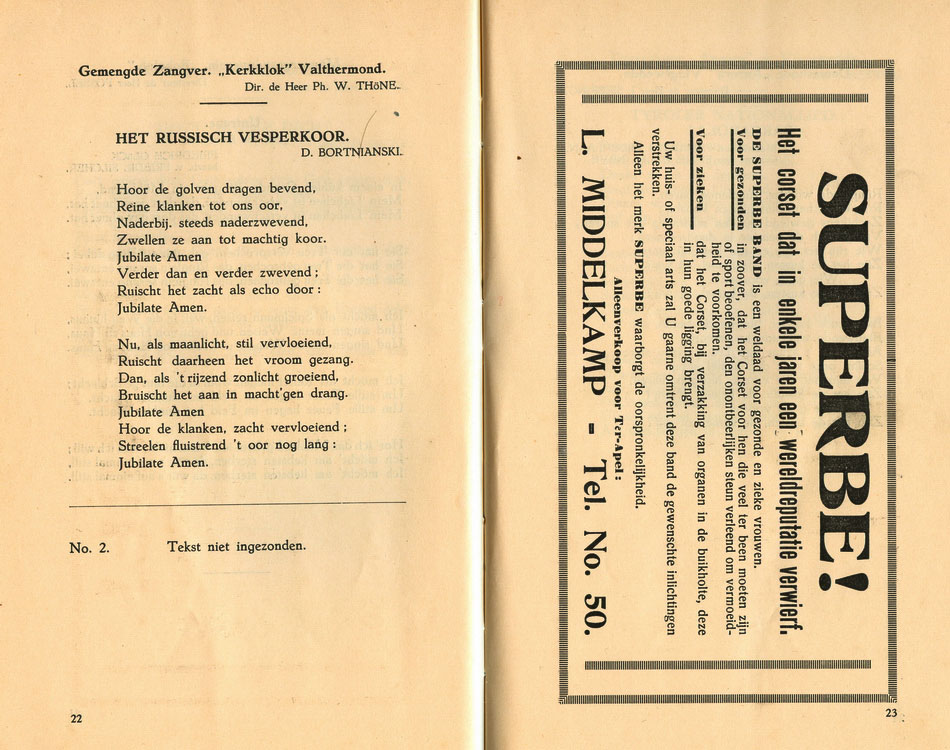 Gemengde Zangver. „Kerkklok" Valthermond.
Dir. de Heer Ph. W. THöNE.
HET RUSSISCH VESPERKOOR.
D. BORTNIANSKI.
Hoor de golven dragen bevend,
Reine klanken tot ons oor,
Naderbij. steeds naderzwevend,
Zwellen ze aan tot machtig koor.
Jubilate Amen
Verder dan en verder zwevend ;
Ruischt het zacht als echo door :
Jubilate Amen.
Nu, als maanlicht, stil vervloeiend,
Ruischt daarheen het vroom gezang.
Dan, als 't rijzend zonlicht groeiend,
Bruischt het aan in macht'gen drang.
Jubilate Amen
Hoor de klanken, zacht vervloeiend ;
Streelen fluistrend 't oor nog lang :
Jubilate Amen.
No. 2. Tekst niet ingezonden.
22
SUPERBE!
Het corset dat in enkele jaren een wereldreputatie verwierf.
DE SUPERBE BAND is een weldaad voor gezonde en zieke vrouwen.
Voor gezonden in zoover, dat het Corset voor hen die veel ter been moeten zijn
of sport beoefenen, den onontbeerlijken steun verleend om vermoeid-
heid te voorkomen.
Voor zieken dat het Corset, bij verzakking van organen in de buikholte, deze
in hun goede ligging brengt.
Uw huis- of speciaal arts zal U gaarne omtrent deze band de gewenschte inlichtingen
verstrekken.
Alleen het merk SUPERBE waarborgt de oorspronkelijkheid.
Alleenverkoop voor Ter-Apel:
L. MIDDELKAMP - Tel. No. 50.
23